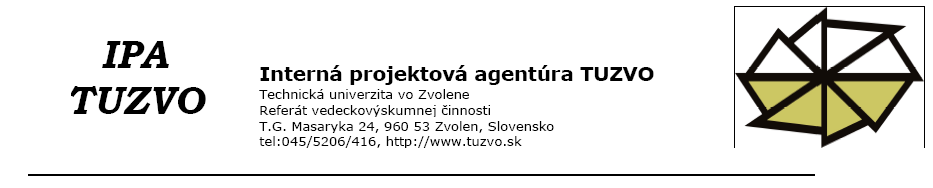 IPA
TUZVO
Interná projektová agentúra TUZVO
Technická univerzita vo Zvolene
Referát vedeckovýskumnej činnosti
T.G. Masaryka 24, 960 53 Zvolen, Slovensko
tel:045/5206/416, http://www.tuzvo.sk